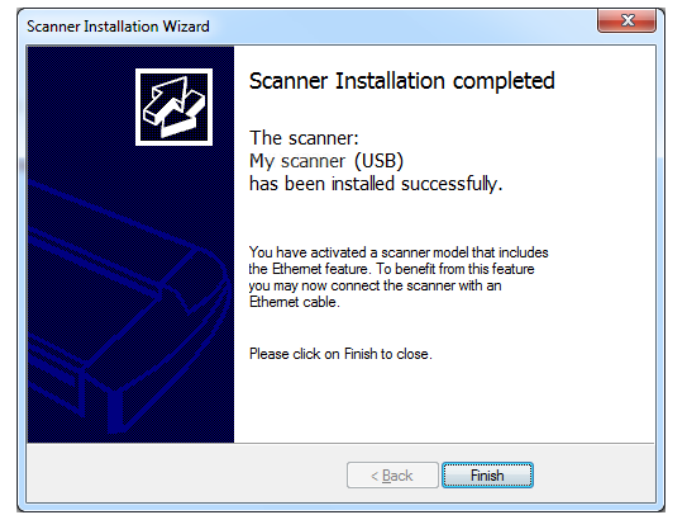 Scanner Installation Wizard
Scanner Installation completed
The scanner:
My scanner (USB)
has been installed successfully.
You have activated a scanner model that includes
the Ethernet feature. To benefit from this feature
you may now connect the scanner with an
Ethernet cable.
Please click on Finish to close.
< Back
Finish